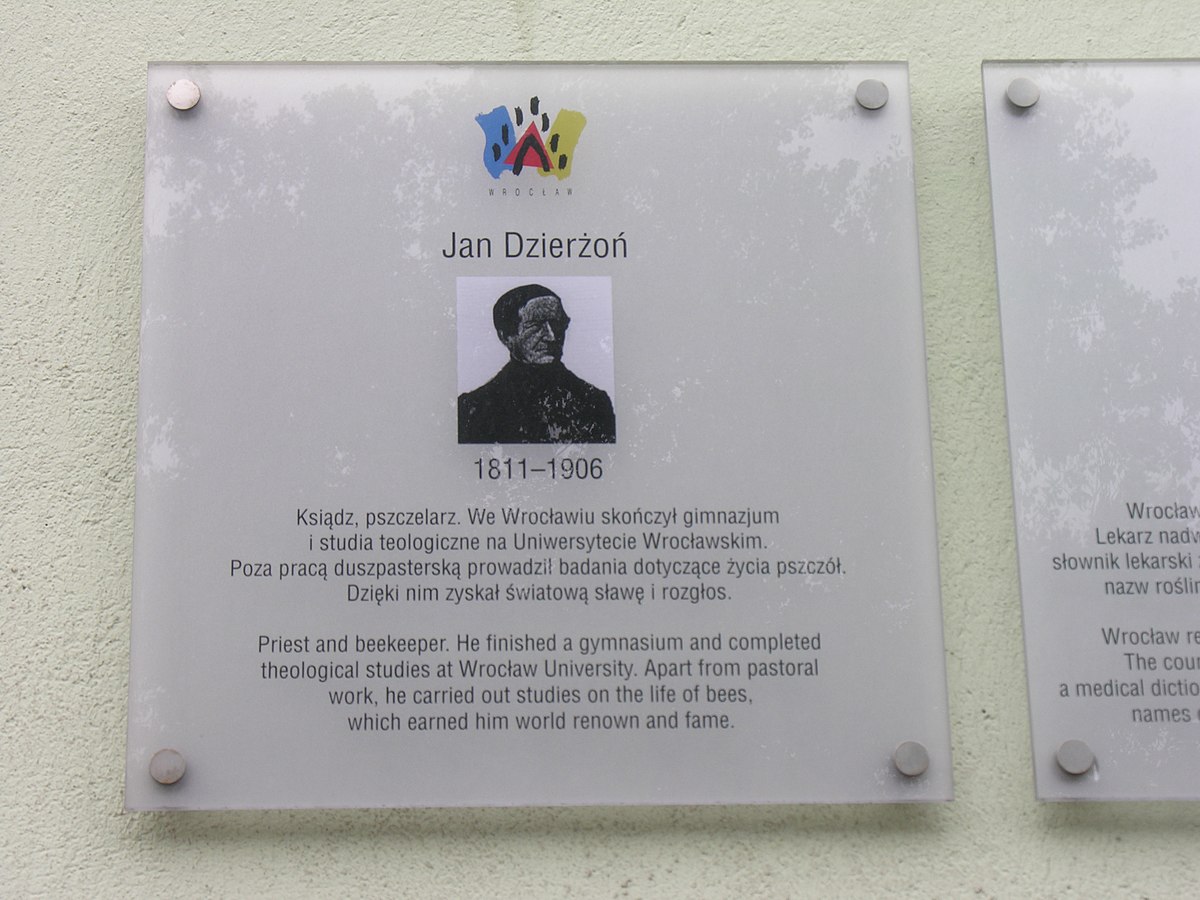 WROCŁAW
Jan Dzierżoń
1811–1906
Ksiądz, pszczelarz. We Wrocławiu skończył gimnazjum
i studia teologiczne na Uniwersytecie Wrocławskim.
Poza pracą duszpasterską prowadził badania dotyczące życia pszczół.
Dzięki nim zyskał światową sławę i rozgłos.
Priest and beekeeper. He finished a gymnasium and completed
theological studies at Wrocław University. Apart from pastoral
work, he carried out studies on the life of bees,
which earned him world renown and fame.
Wrocław
Lekarz nadw
słownik lekarski
nazw roślin
Wrocław re
The cour
a medical dictio
names